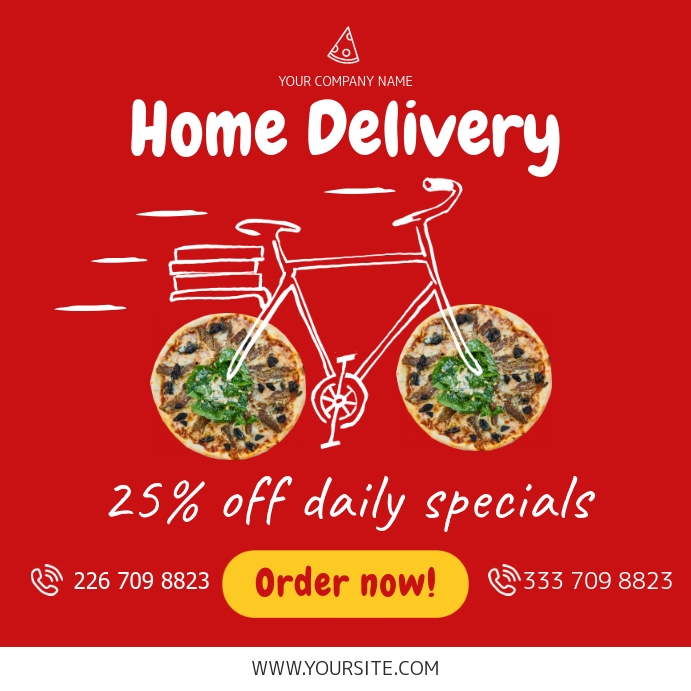 YOUR COMPANY NAME
Home Delivery
25% off daily specials
226 709 8823
Order now!
333 709 8823
WWW.YOURSITE.COM